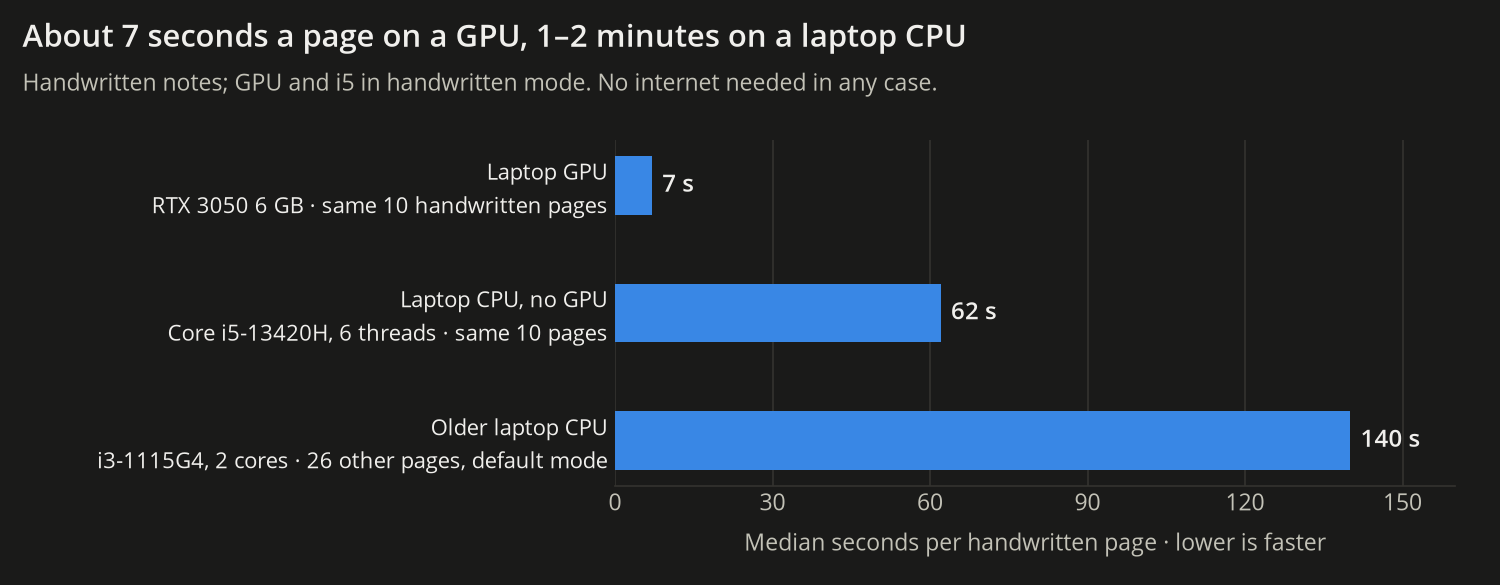 About 7 seconds a page on a GPU, 1–2 minutes on a laptop CPU
Handwritten notes; GPU and i5 in handwritten mode. No internet needed in any case.
Laptop GPU
RTX 3050 6 GB · same 10 handwritten pages
7 s
Laptop CPU, no GPU
Core i5-13420H, 6 threads · same 10 pages
62 s
Older laptop CPU
i3-1115G4, 2 cores · 26 other pages, default mode
140 s
0 30 60 90 120 150
Median seconds per handwritten page · lower is faster